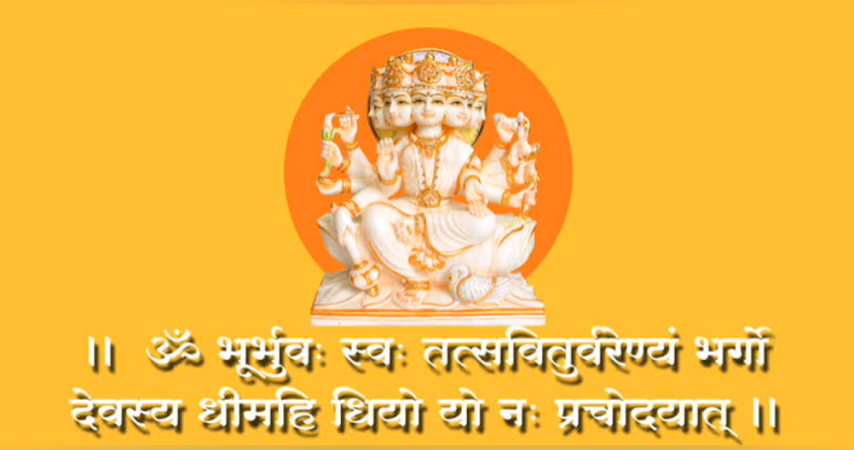 ।। ॐ भूर्भुवः स्वः तत्सवितुर्वरेण्यं भर्गो
देवस्य धीमहि धियो यो नः प्रचोदयात् ।।